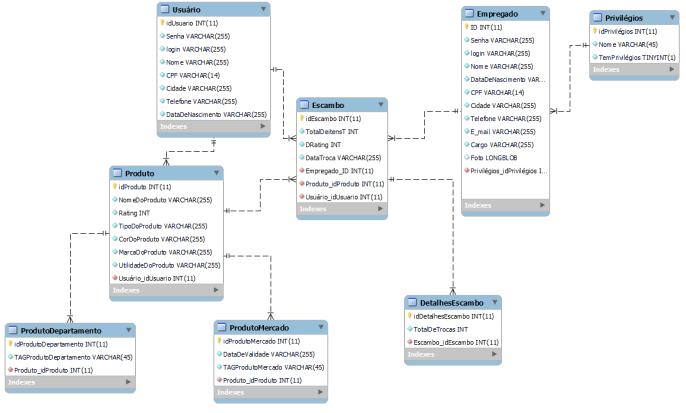 Usuário
idUsuario INT(11)
Senha VARCHAR(255)
login VARCHAR(255)
Nome VARCHAR(255)
CPF VARCHAR(14)
Cidade VARCHAR(255)
Telefone VARCHAR(255)
DataDeNascimento VARCHAR(255)
Indexes
Empregado
ID INT(11)
Senha VARCHAR(255)
login VARCHAR(255)
Nome VARCHAR(255)
DataDeNascimento VAR...
CPF VARCHAR(14)
Cidade VARCHAR(255)
Telefone VARCHAR(255)
E_mail VARCHAR(255)
Cargo VARCHAR(255)
Foto LONGBLOB
Privilégios_idPrivilégios I...
Indexes
Privilégios
idPrivilégios INT(11)
Nome VARCHAR(45)
TemPrivilégios TINYINT(1)
Indexes
Escambo
idEscambo INT(11)
TotalDeitensT INT
DRating INT
DataTroca VARCHAR(255)
Empregado_ID INT(11)
Produto_idProduto INT(11)
Usuário_idUsuario INT(11)
Indexes
Produto
idProduto INT(11)
NomeDoProduto VARCHAR(255)
Rating INT
TipoDoProduto VARCHAR(255)
CorDoProduto VARCHAR(255)
MarcaDoProduto VARCHAR(255)
UtilidadeDoProduto VARCHAR(255)
Usuário_idUsuario INT(11)
Indexes
DetalhesEscambo
idDetalhesEscambo INT(11)
TotalDeTrocas INT
Escambo_idEscambo INT(11)
Indexes
ProdutoDepartamento
idProdutoDepartamento INT(11)
TAGProdutoDepartamento VARCHAR(45)
Produto_idProduto INT(11)
Indexes
ProdutoMercado
idProdutoMercado INT(11)
DataDeValdade VARCHAR(255)
TAGProdutoMercado VARCHAR(45)
Produto_idProduto INT(11)
Indexes